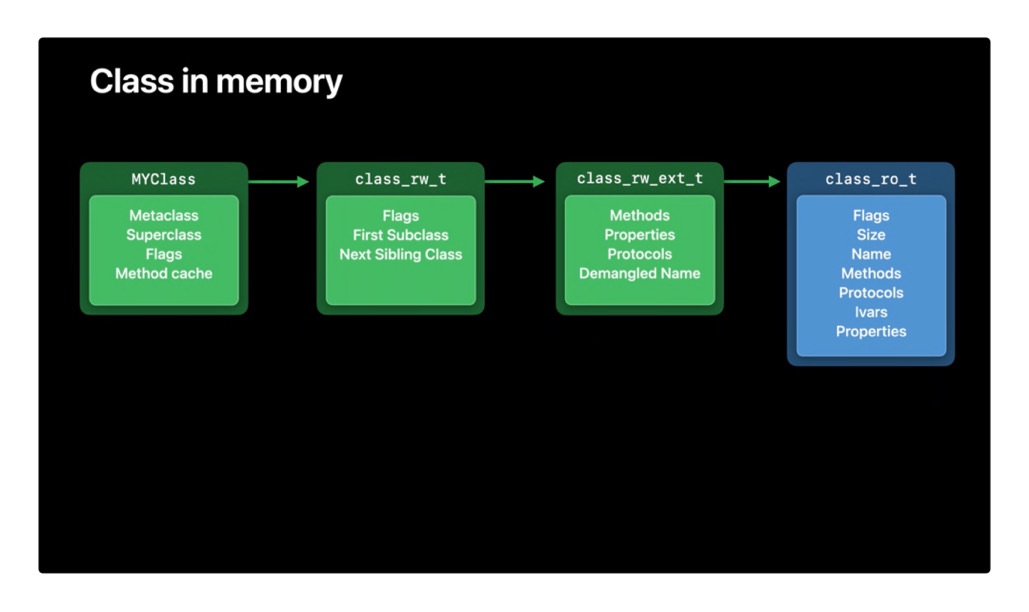 Class in memory
MYClass
Metaclass
Superclass
Flags
Method cache
class_rw_t
Flags
First Subclass
Next Sibling Class
class_rw_ext_t
Methods
Properties
Protocols
Demangled Name
class_ro_t
Flags
Size
Name
Methods
Protocols
Ivars
Properties